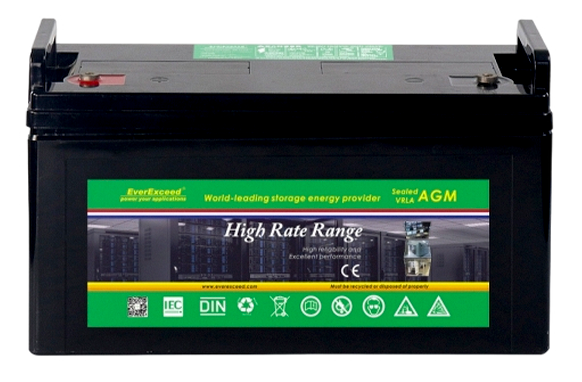 EverExceed®
power your applications
World-leading storage energy provider
Sealed
VRLA AGM
High Rate Range
High reliability and
Excellent performance
CE
www.everexceed.com
Must be recycled or disposed of properly
IEC
DIN